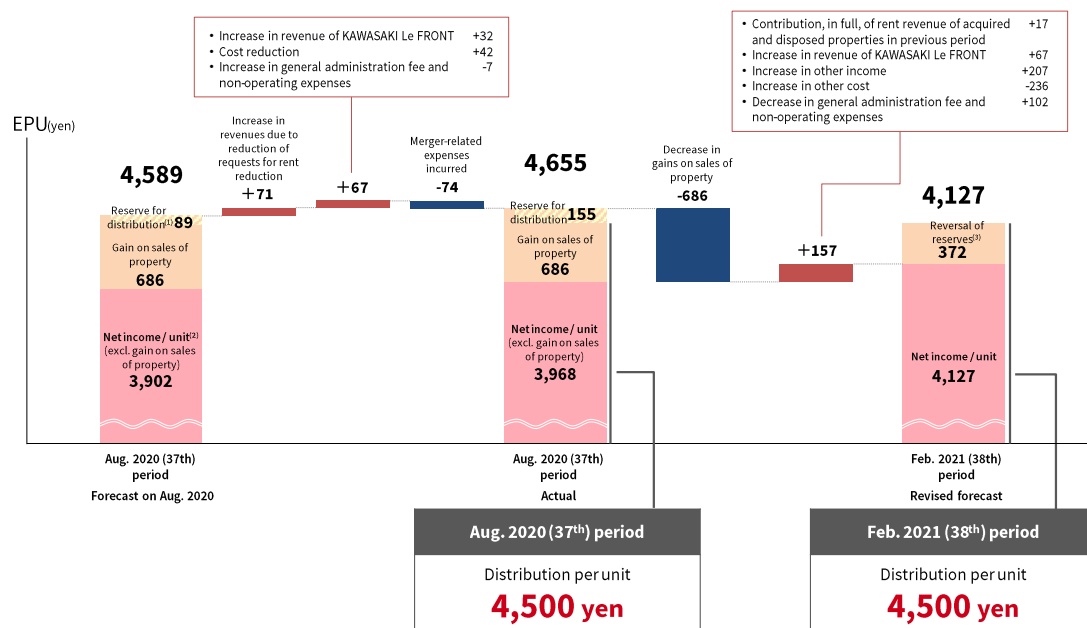 • Increase in revenue of KAWASAKI Le FRONT +32
• Cost reduction +42
• Increase in general administration fee and -7
non-operating expenses
• Contribution, in full, of rent revenue of acquired +17
and disposed properties in previous period
• Increase in revenue of KAWASAKI Le FRONT +67
• Increase in other income +207
• Increase in other cost -236
• Decrease in general administration fee and +102
non-operating expenses
EPU(yen)
4,589
Reserve for
distribution(1) 89
Gain on sales of
property
686
Net income / unit(2)
(excl. gain on sales
of property)
3,902
Increase in
revenues due to
reduction of
requests for rent
reduction
+71
+67
Merger-related
expenses
incurred
-74
4,655
Reserve for
distribution 155
Gain on sales of
property
686
Net income / unit
(excl. gain on sales
of property)
3,968
Decrease in
gains on sales of
property
-686
+157
4,127
Reversal of
reserves(3)
372
Net income / unit
4,127
Aug. 2020 (37th)
period
Forecast on Aug. 2020
Aug. 2020 (37th)
period
Actual
Feb. 2021 (38th)
period
Revised forecast
Aug. 2020 (37th) period
Distribution per unit
4,500 yen
Feb. 2021 (38th) period
Distribution per unit
4,500 yen